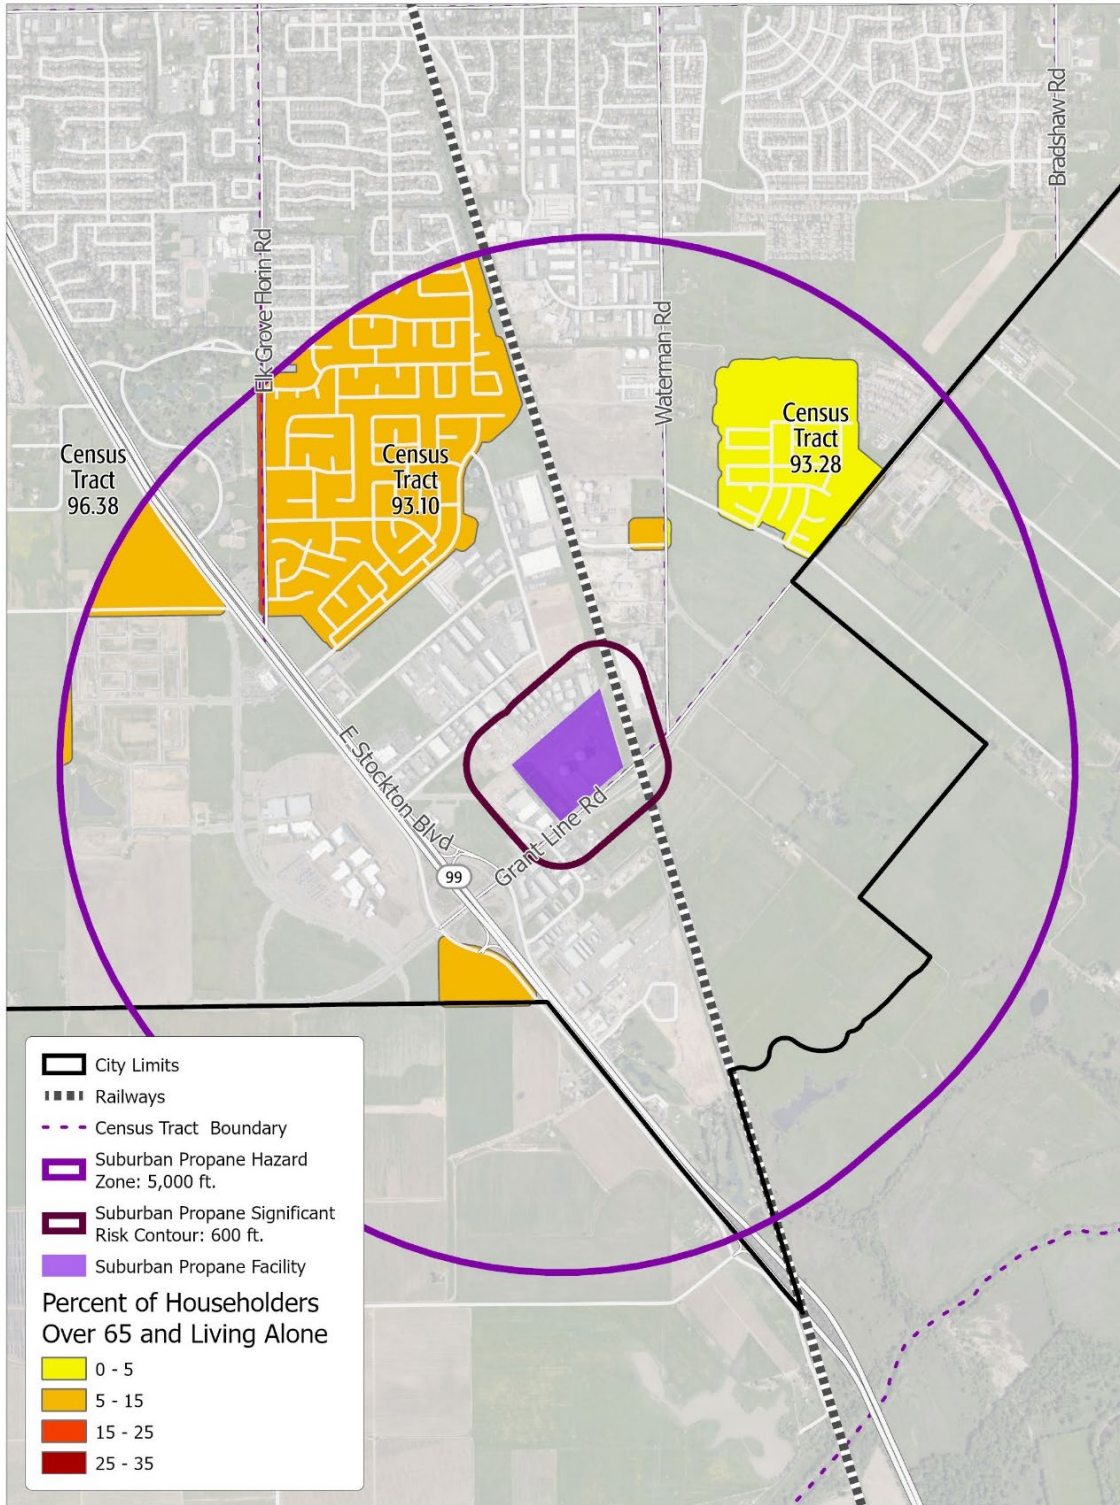 Bradshaw Rd
Elk Grove Florin Rd
Waterman Rd
Census
Tract
96.38
Census
Tract
93.10
Census
Tract
93.28
E Stockton Blvd
99
Grant Line Rd
City Limits
Railways
Census Tract Boundary
Suburban Propane Hazard
Zone: 5,000 ft.
Suburban Propane Significant
Risk Contour: 600 ft.
Suburban Propane Facility
Percent of Householders
Over 65 and Living Alone
0 - 5
5 - 15
15 - 25
25 - 35